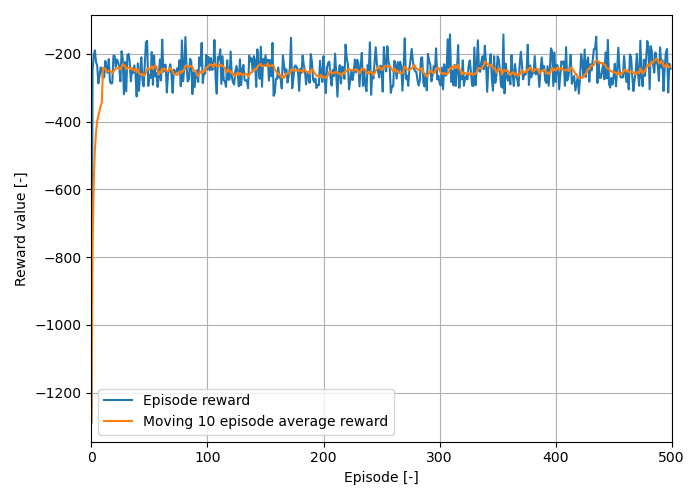 −200
−400
−600
−800
−1000
−1200
Reward value [-]
Episode reward
Moving 10 episode average reward
0 100 200 300 400 500
Episode [-]